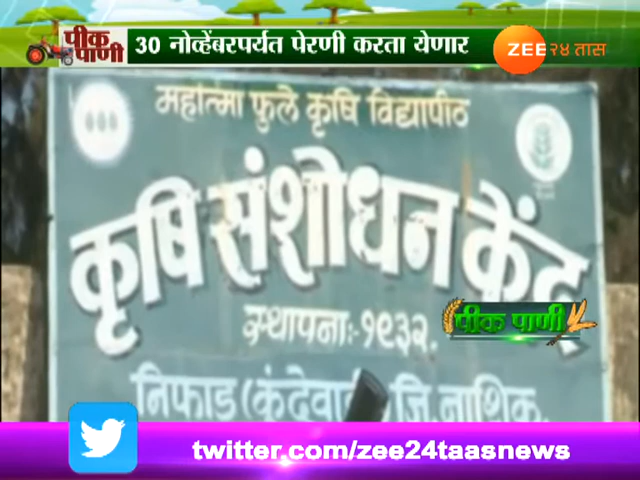 पीक पाणी
30 नोव्हेंबरपर्यंत पेरणी करता येणार
ZEE २४ तास
महात्मा फुले कृषि विद्यापीठ
कृषि संशोधन केंद्र
स्थापनाः-१९३२.
पीक पाणी
निफाड (कुंदेवाडी) जि. नाशिक.
twitter.com/zee24taasnews